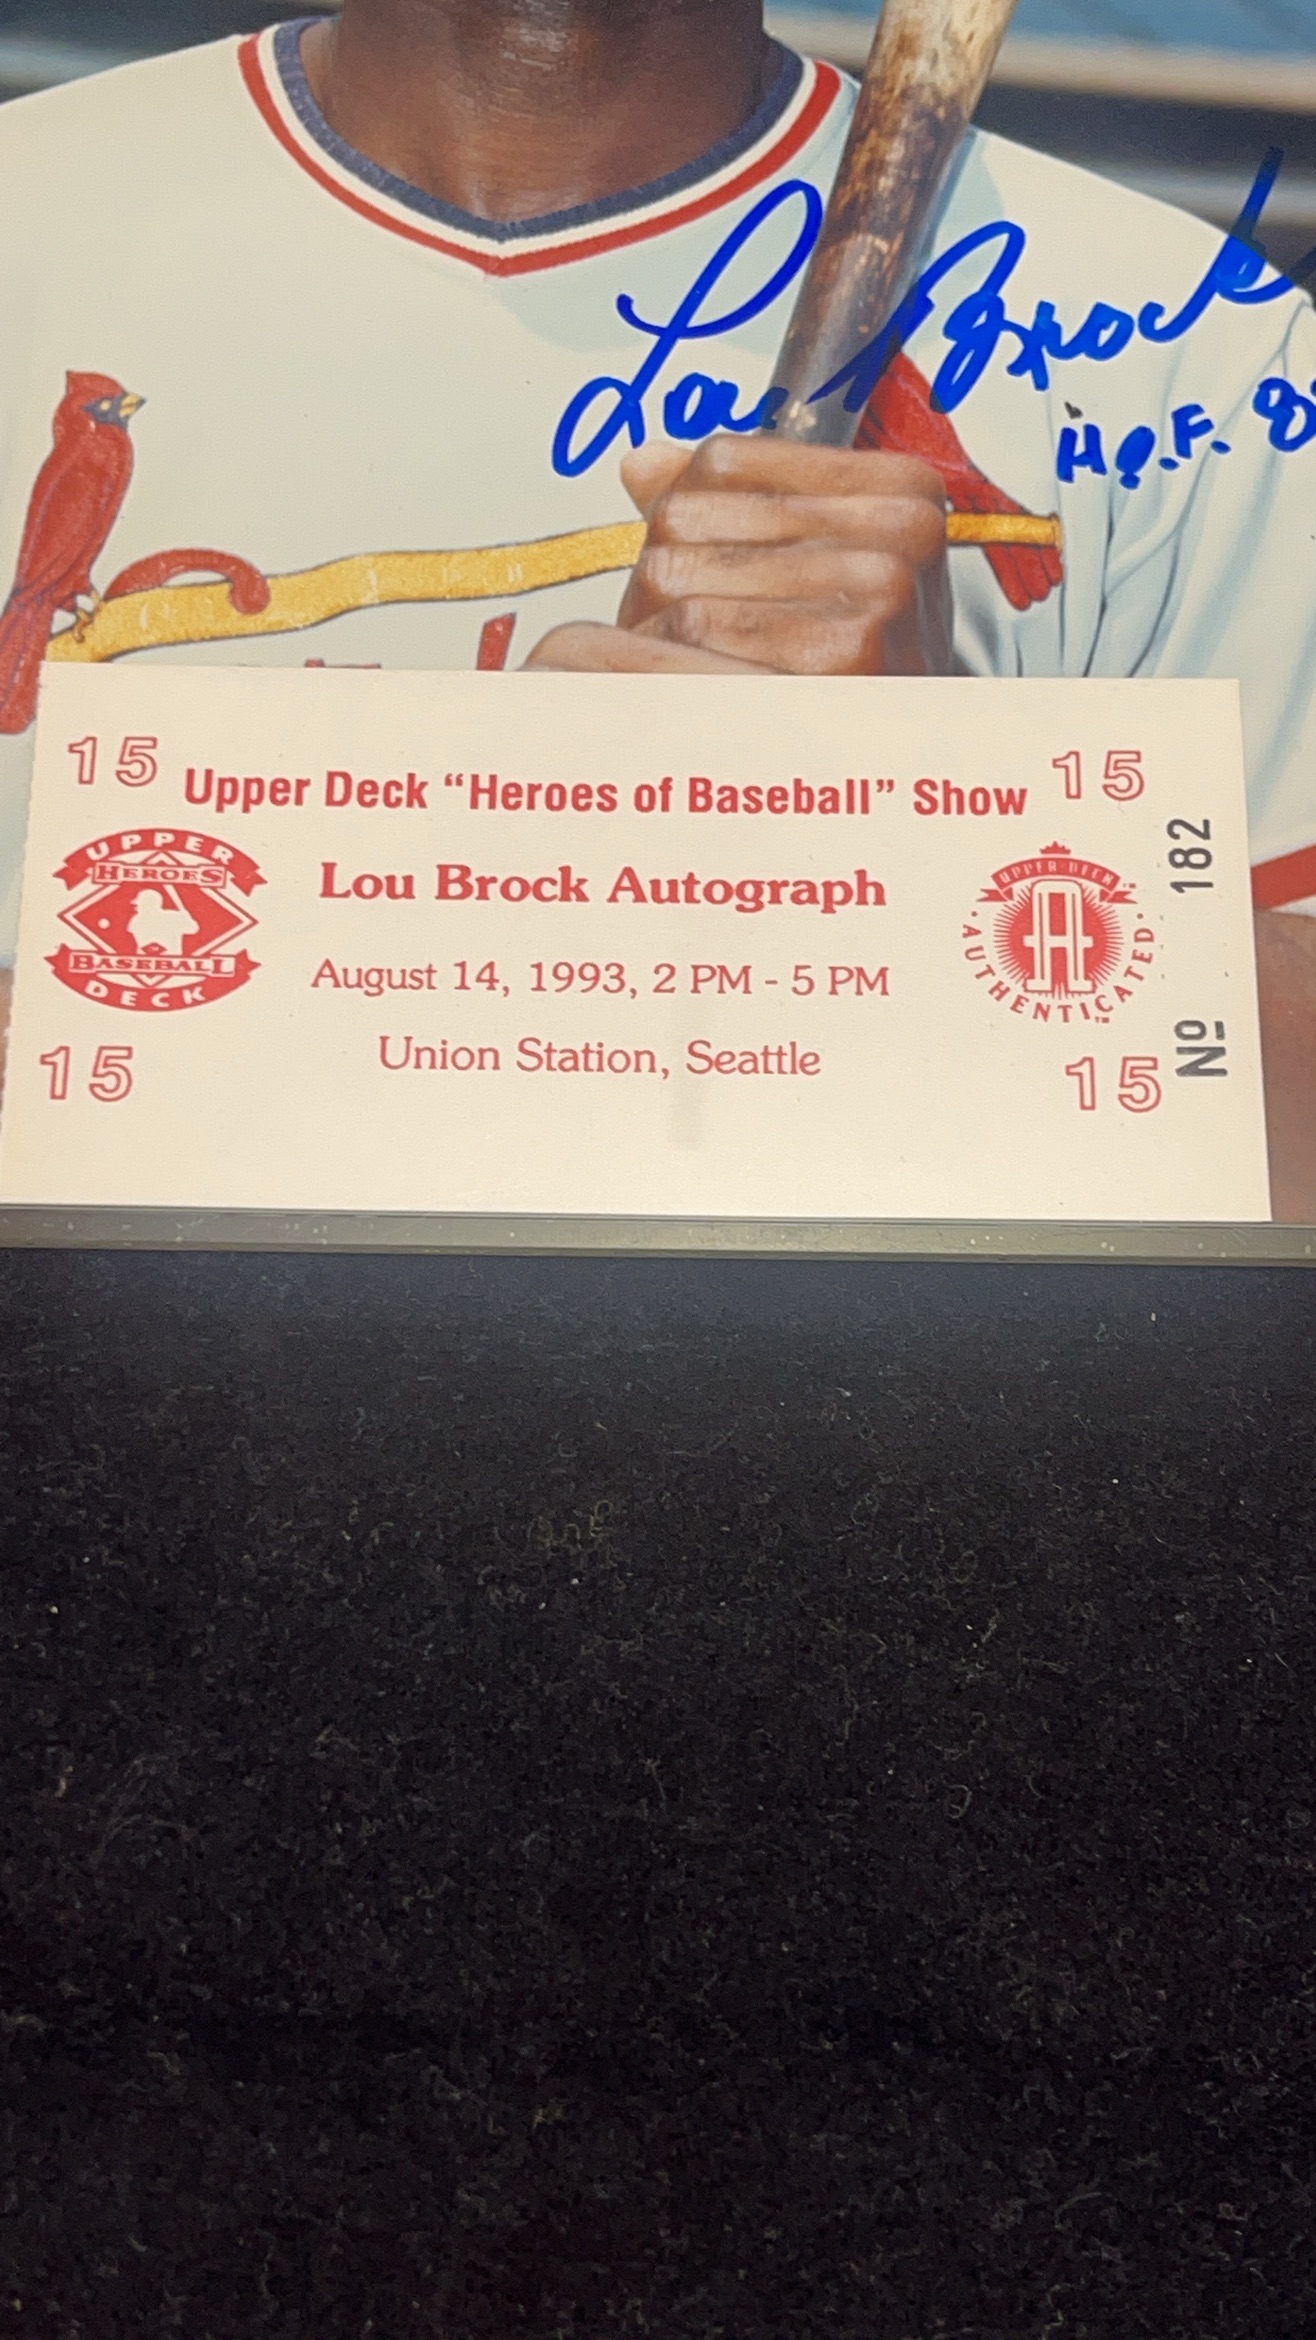 Lou Brock
H.O.F. 8
15 15
Upper Deck “Heroes of Baseball” Show
UPPER
HEROES
BASEBALL
DECK
Lou Brock Autograph
August 14, 1993, 2 PM - 5 PM
Union Station, Seattle
UPPER DECK
A
AUTHENTICATED
15 15
Nº 182